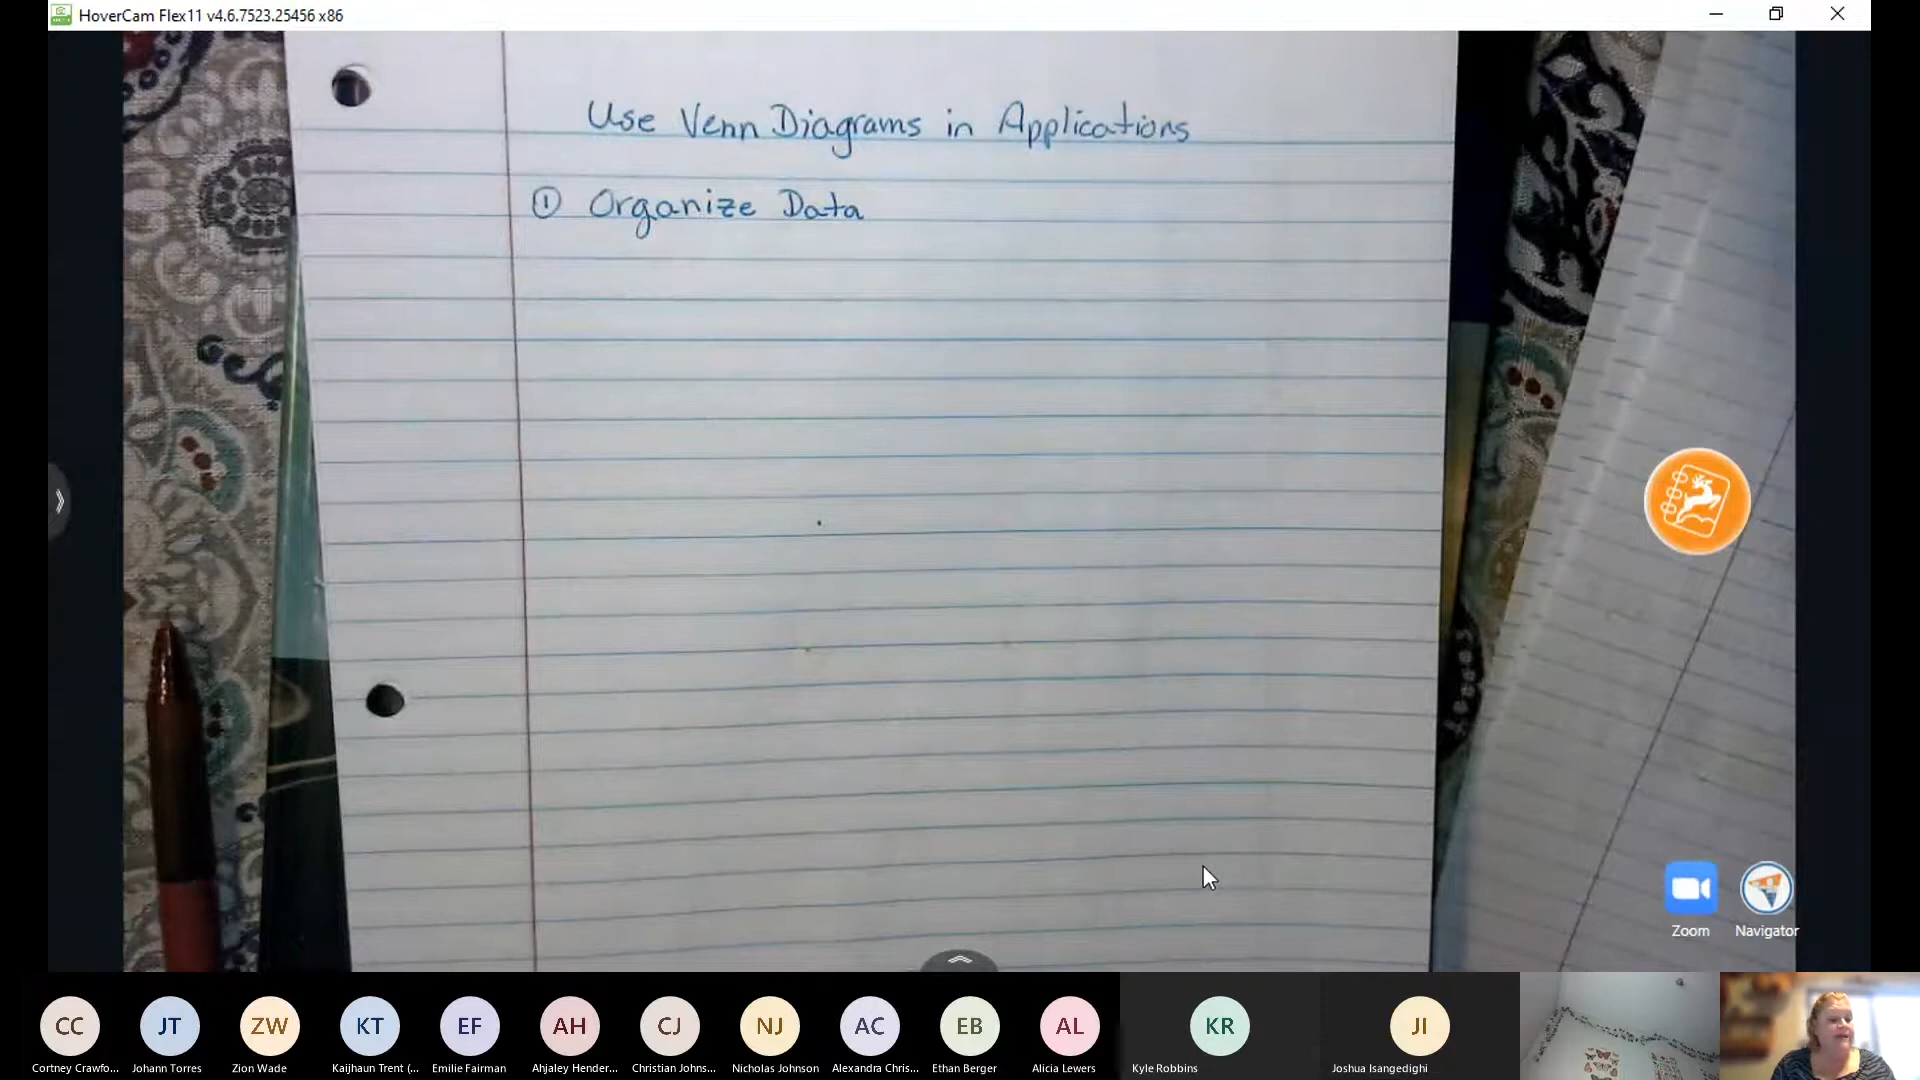 HoverCam Flex11 v4.6.7523.25456 x86
Use Venn Diagrams in Applications
① Organize Data
Zoom
Navigator
CC
JT
ZW
KT
EF
AH
CJ
NJ
AC
EB
AL
KR
JI
Cortney Crawfo...
Johann Torres
Zion Wade
Kaijhaun Trent (...
Emilie Fairman
Ahjaley Hender...
Christian Johns...
Nicholas Johnson
Alexandra Chris...
Ethan Berger
Alicia Lewers
Kyle Robbins
Joshua Isangedighi